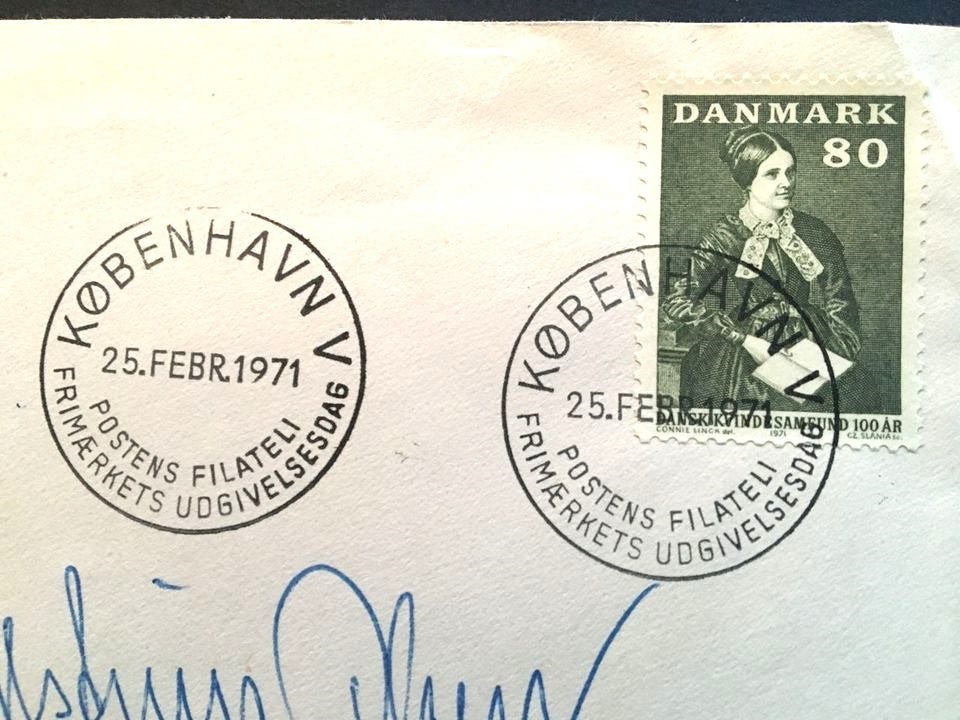 DANMARK
80
KØBENHAVN V
25.FEBR.1971
POSTENS FILATELI
FRIMÆRKETS UDGIVELSESDAG
KØBENHAVN V
25.FEBR.1971
POSTENS FILATELI
FRIMÆRKETS UDGIVELSESDAG
DANSK KVINDESAMFUND 100 ÅR
CONNIE LINCK del. 1971 CZ. SLANIA sc.